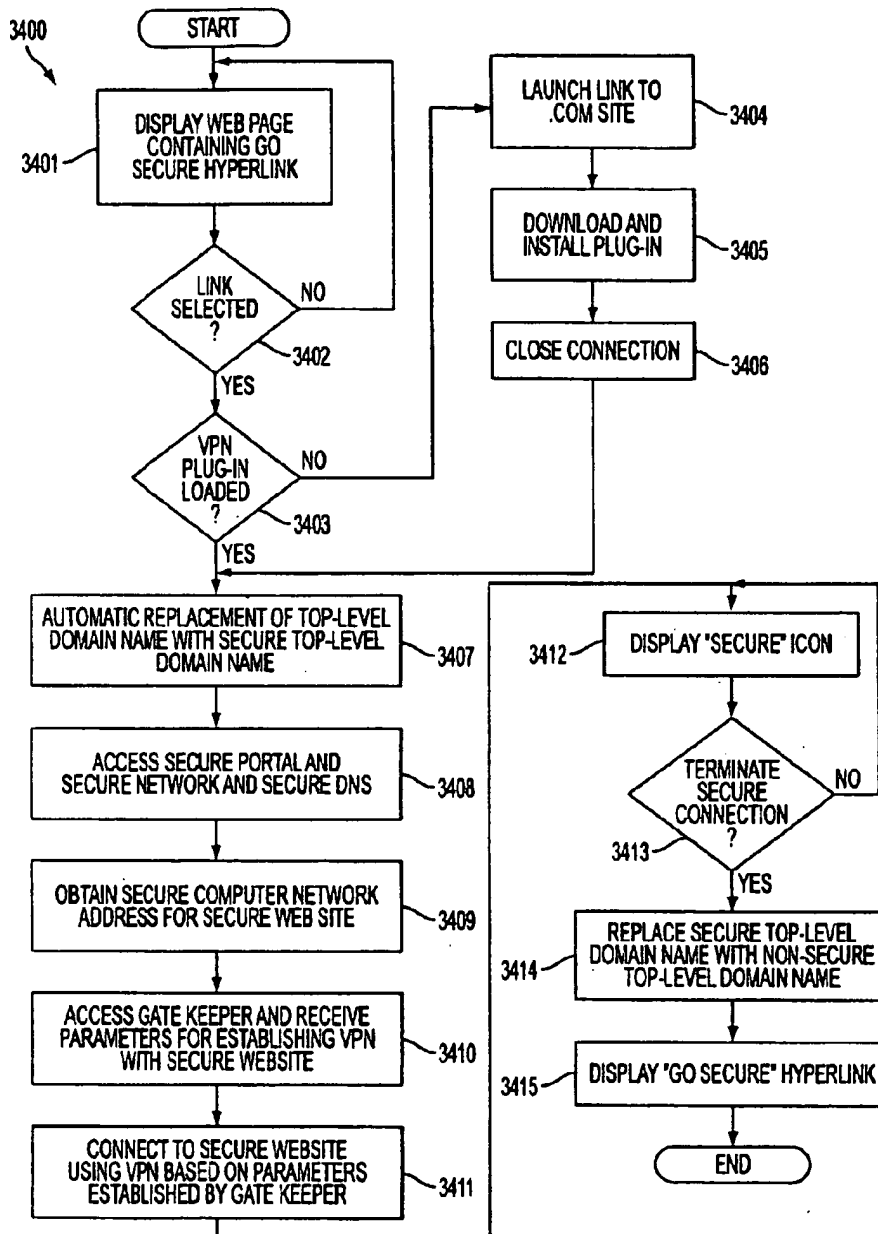 3400
START
3401
DISPLAY WEB PAGE
CONTAINING GO
SECURE HYPERLINK
LINK
SELECTED
?
NO
3402
YES
VPN
PLUG-IN
LOADED
?
NO
3403
YES
LAUNCH LINK TO
.COM SITE
3404
DOWNLOAD AND
INSTALL PLUG-IN
3405
CLOSE CONNECTION
3406
AUTOMATIC REPLACEMENT OF TOP-LEVEL
DOMAIN NAME WITH SECURE TOP-LEVEL
DOMAIN NAME
3407
ACCESS SECURE PORTAL AND
SECURE NETWORK AND SECURE DNS
3408
OBTAIN SECURE COMPUTER NETWORK
ADDRESS FOR SECURE WEB SITE
3409
ACCESS GATE KEEPER AND RECEIVE
PARAMETERS FOR ESTABLISHING VPN
WITH SECURE WEBSITE
3410
CONNECT TO SECURE WEBSITE
USING VPN BASED ON PARAMETERS
ESTABLISHED BY GATE KEEPER
3411
3412
DISPLAY "SECURE" ICON
TERMINATE
SECURE
CONNECTION
?
NO
3413
YES
3414
REPLACE SECURE TOP-LEVEL
DOMAIN NAME WITH NON-SECURE
TOP-LEVEL DOMAIN NAME
3415
DISPLAY "GO SECURE" HYPERLINK
END